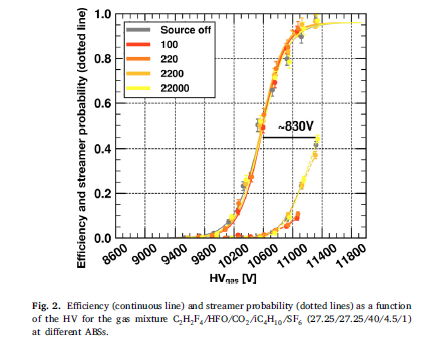 Efficiency and streamer probability (dotted line)
1.0
0.8
0.6
0.4
0.2
0.0
Source off
100
220
2200
22000
~830V
8600
9000
9400
9800
10200
10600
11000
11400
11800
HVgas [V]
Fig. 2. Efficiency (continuous line) and streamer probability (dotted lines) as a function
of the HV for the gas mixture C₂H₂F₄/HFO/CO₂/iC₄H₁₀/SF₆ (27.25/27.25/40/4.5/1)
at different ABSs.